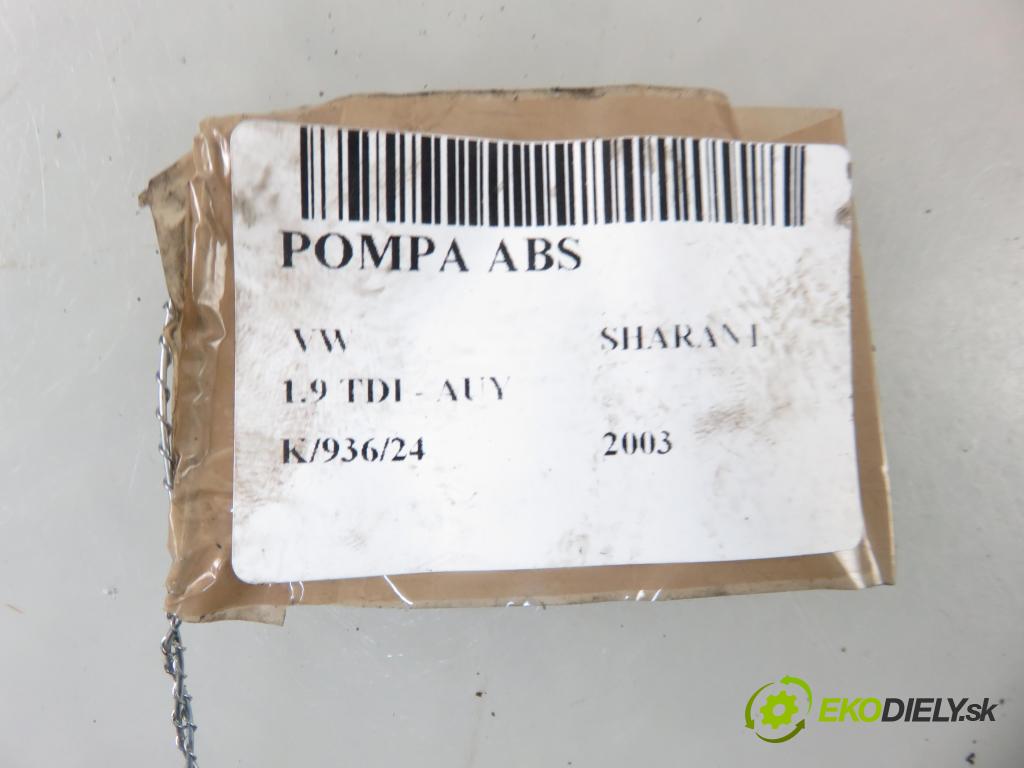 POMPA ABS
VW SHARAN I
1.9 TDI - AUY
K/936/24 2003
EKODIELY.sk